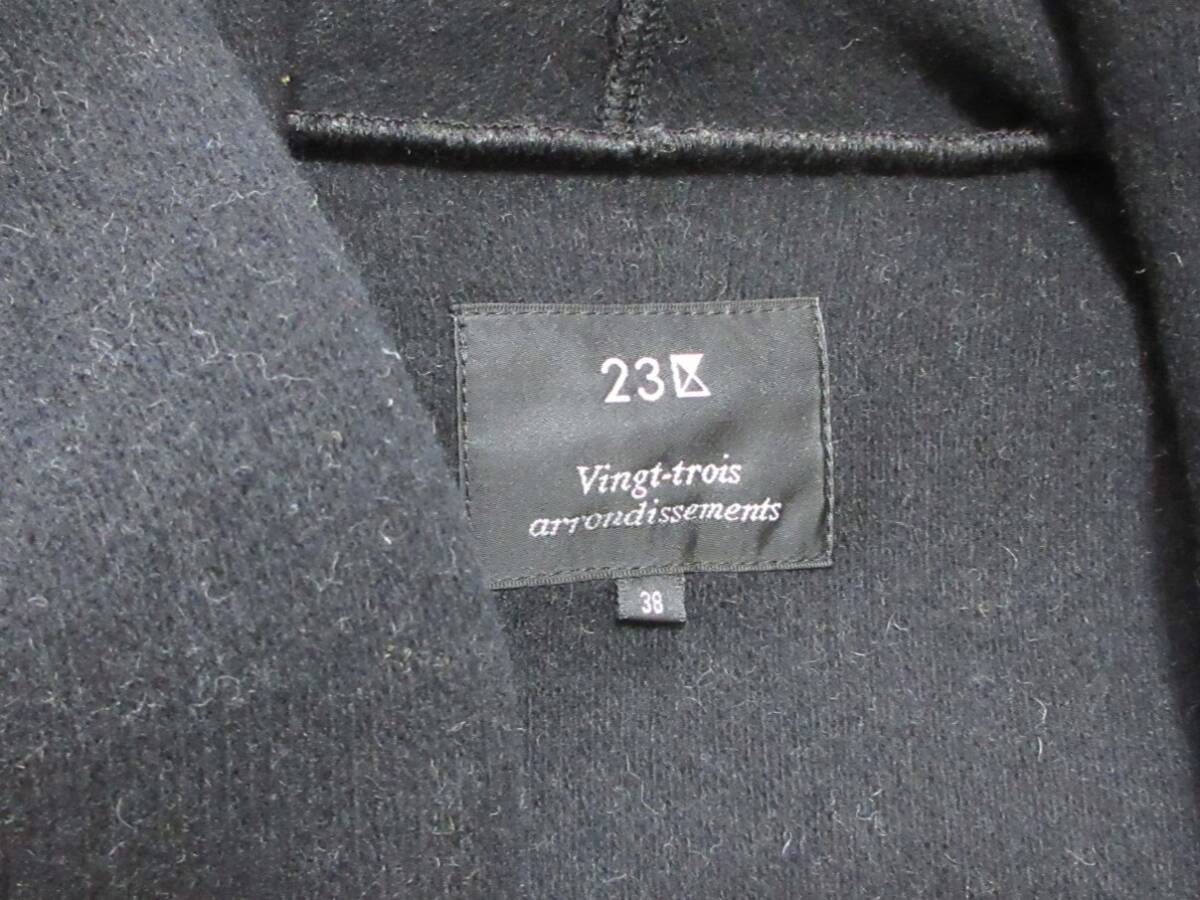 23区
Vingt-trois
arrondissements
38